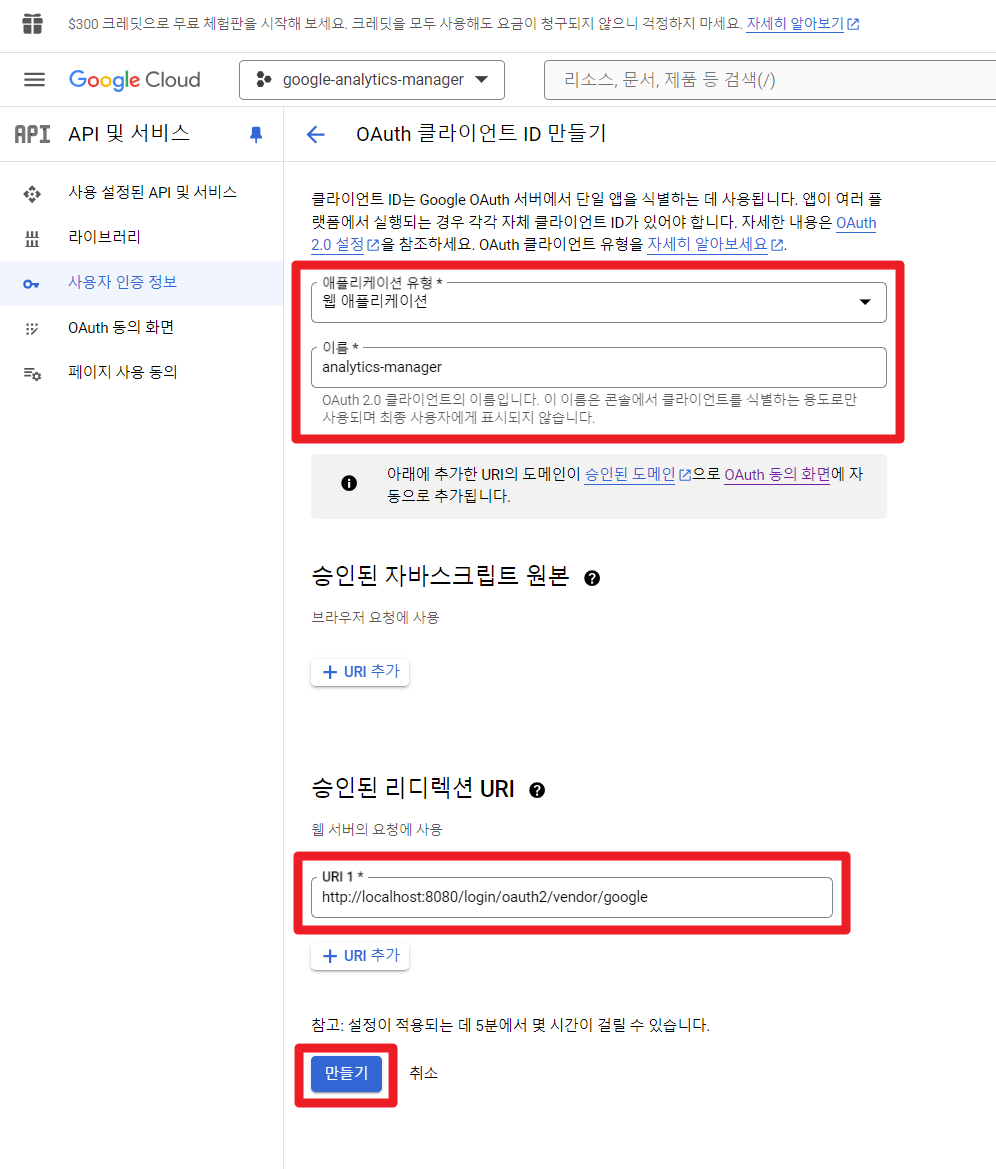 $300 크레딧으로 무료 체험판을 시작해 보세요. 크레딧을 모두 사용해도 요금이 청구되지 않으니 걱정하지 마세요. 자세히 알아보기
Google Cloud
google-analytics-manager
리소스, 문서, 제품 등 검색(/)
API API 및 서비스
OAuth 클라이언트 ID 만들기
사용 설정된 API 및 서비스
라이브러리
사용자 인증 정보
OAuth 동의 화면
페이지 사용 동의
클라이언트 ID는 Google OAuth 서버에서 단일 앱을 식별하는 데 사용됩니다. 앱이 여러 플
랫폼에서 실행되는 경우 각각 자체 클라이언트 ID가 있어야 합니다. 자세한 내용은 OAuth
2.0 설정을 참조하세요. OAuth 클라이언트 유형을 자세히 알아보세요.
애플리케이션 유형 *
웹 애플리케이션
이름 *
analytics-manager
OAuth 2.0 클라이언트의 이름입니다. 이 이름은 콘솔에서 클라이언트를 식별하는 용도로만
사용되며 최종 사용자에게 표시되지 않습니다.
아래에 추가한 URI의 도메인이 승인된 도메인으로 OAuth 동의 화면에 자
동으로 추가됩니다.
승인된 자바스크립트 원본
브라우저 요청에 사용
+ URI 추가
승인된 리디렉션 URI
웹 서버의 요청에 사용
URI 1 *
http://localhost:8080/login/oauth2/vendor/google
+ URI 추가
참고: 설정이 적용되는 데 5분에서 몇 시간이 걸릴 수 있습니다.
만들기 취소